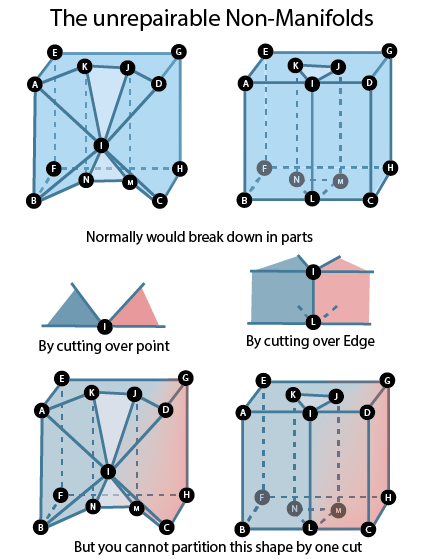 The unrepairable Non-Manifolds
E G E G
K J K J
A D A I D
I
F H F H
N M N M
B C B L C
Normally would break down in parts
I
I L
By cutting over point
By cutting over Edge
E G E G
K J K J
A D A I D
I
F H F H
N M N M
B C B L C
But you cannot partition this shape by one cut